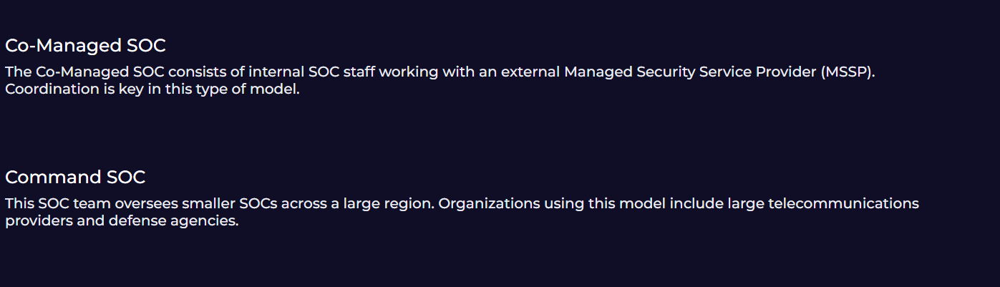 Co-Managed SOC
The Co-Managed SOC consists of internal SOC staff working with an external Managed Security Service Provider (MSSP).
Coordination is key in this type of model.
Command SOC
This SOC team oversees smaller SOCs across a large region. Organizations using this model include large telecommunications
providers and defense agencies.